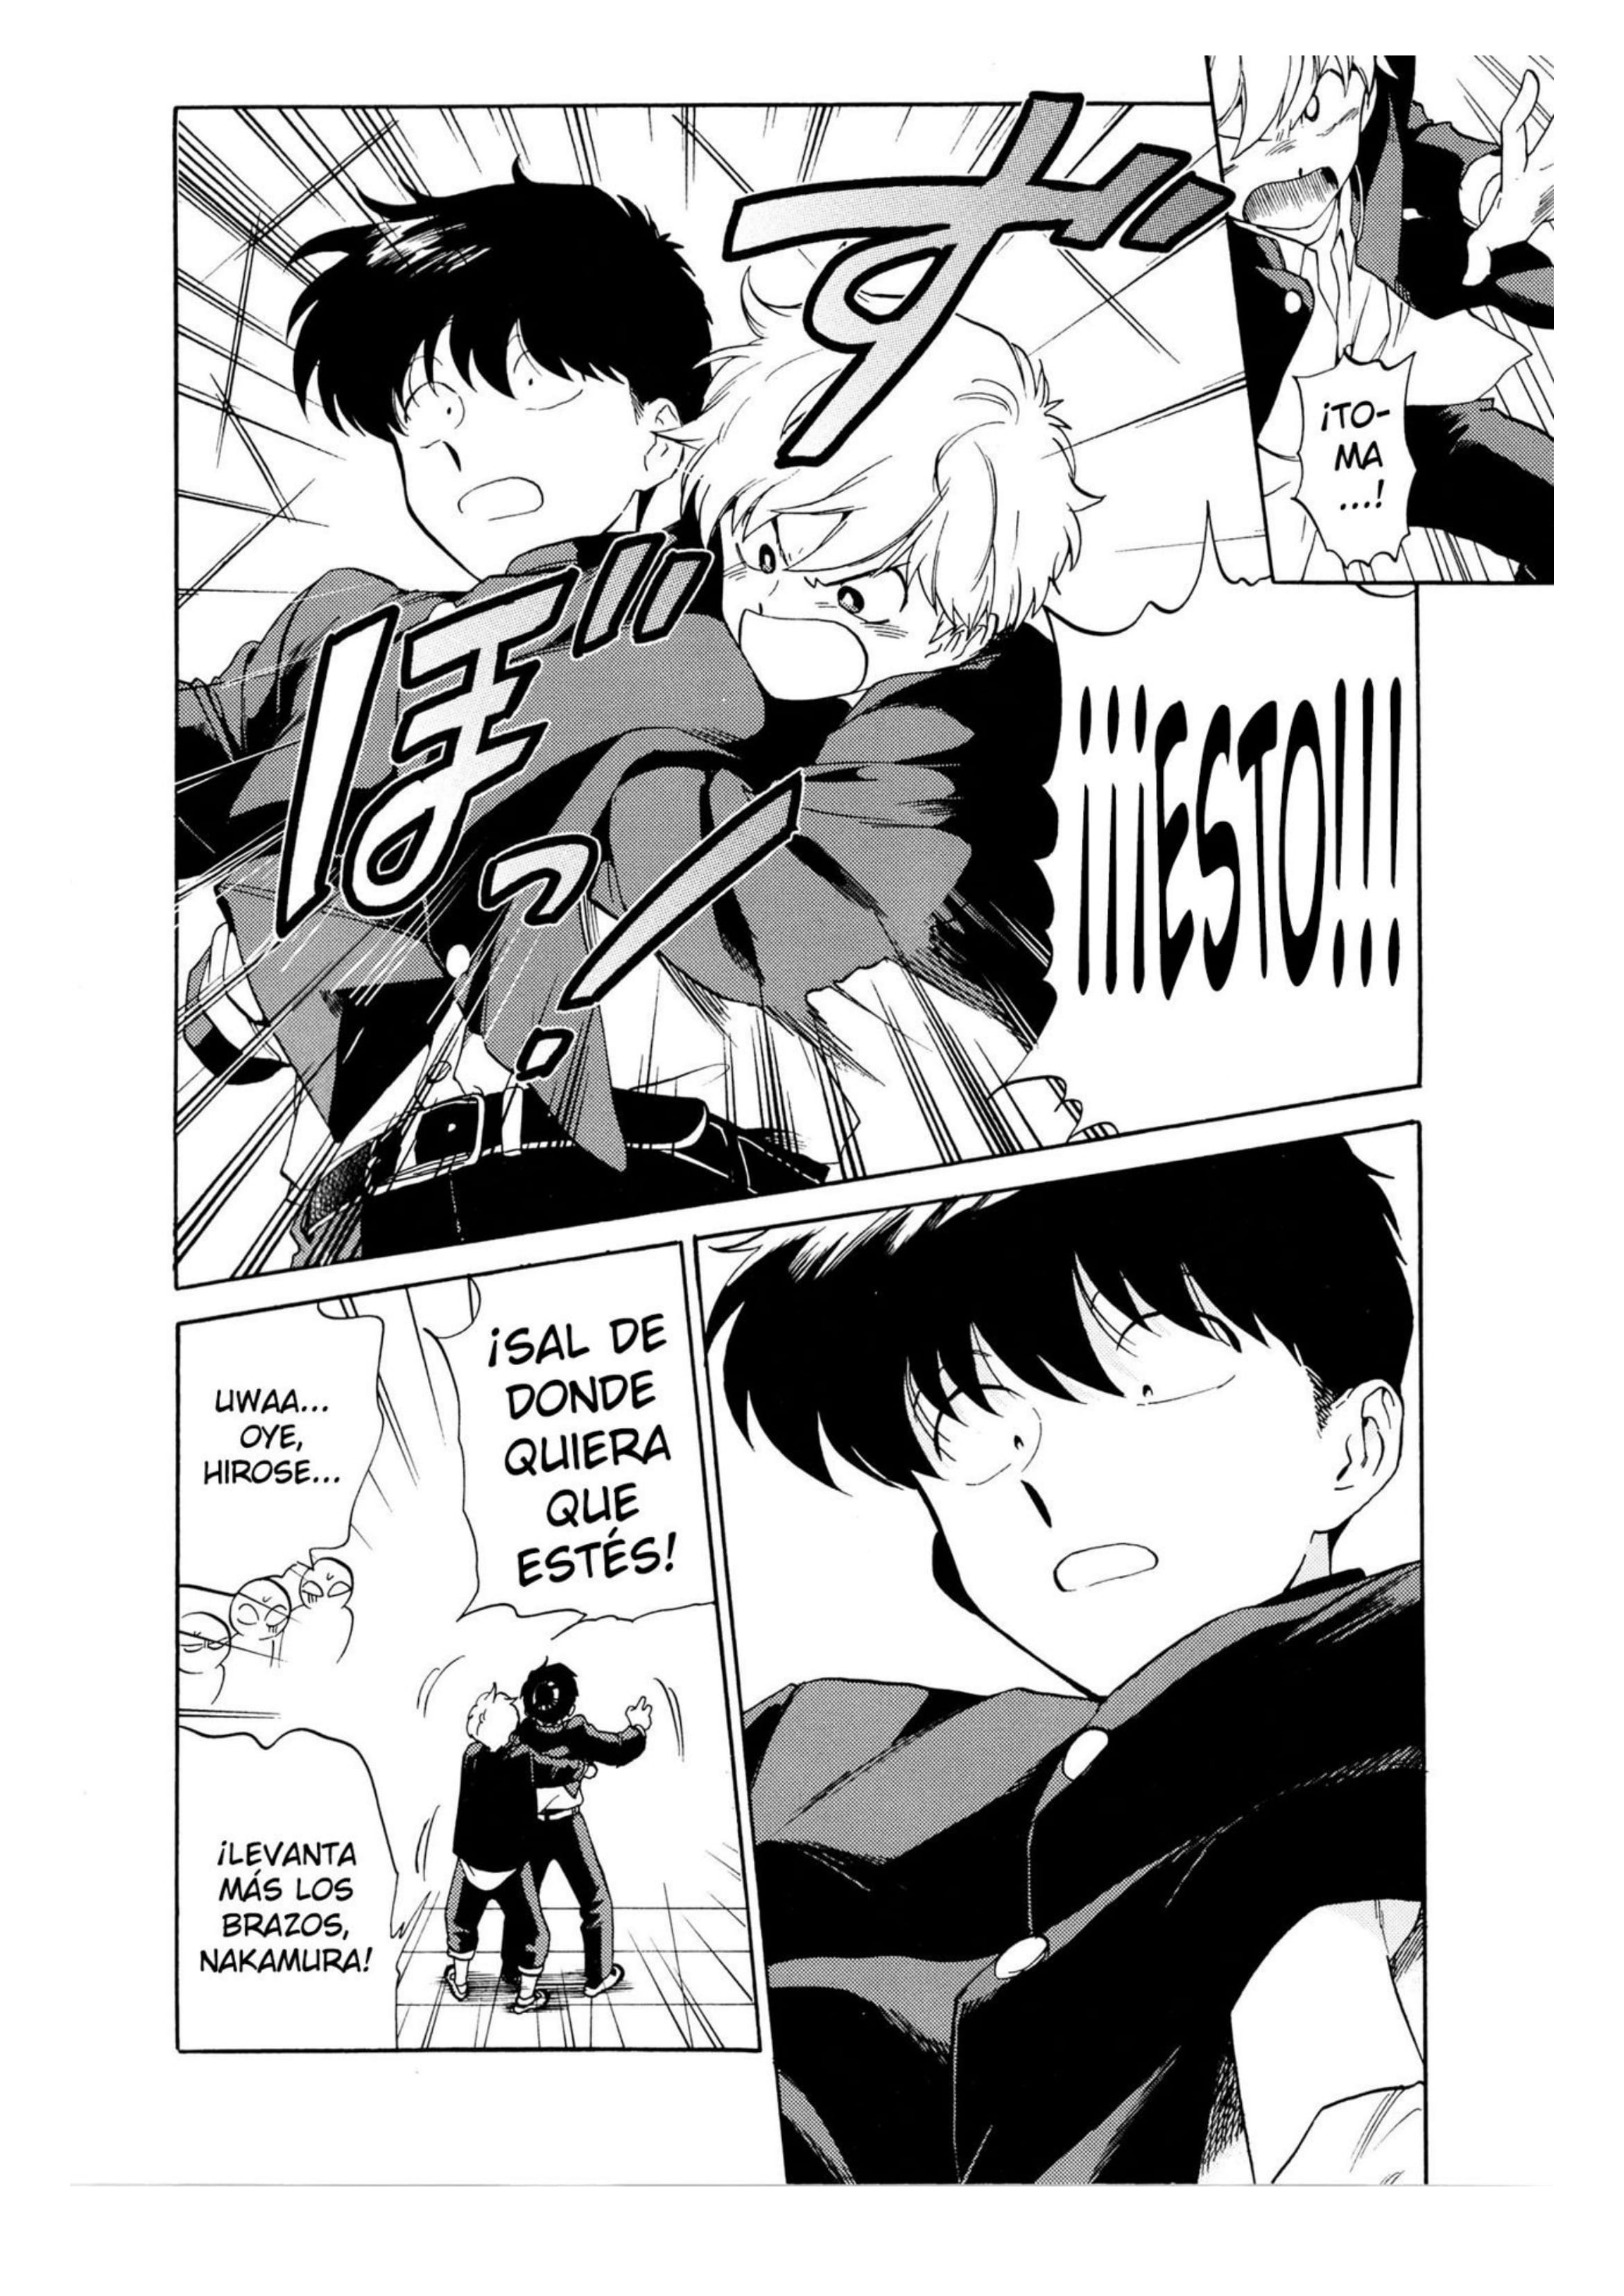 ¡TO-
MA
...!
¡¡¡ESTO!!!
ず
ぼっ!
¡SAL DE
DONDE
QUIERA
QUE
ESTÉS!
UWAA...
OYE,
HIROSE...
¡LEVANTA
MÁS LOS
BRAZOS,
NAKAMURA!